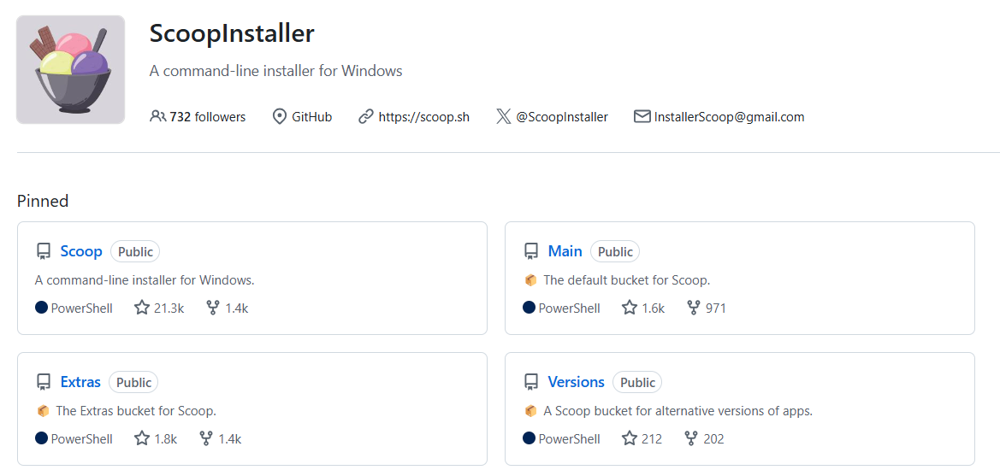 ScoopInstaller
A command-line installer for Windows
732 followers GitHub https://scoop.sh @ScoopInstaller InstallerScoop@gmail.com
Pinned
Scoop Public
A command-line installer for Windows.
PowerShell 21.3k 1.4k
Main Public
The default bucket for Scoop.
PowerShell 1.6k 971
Extras Public
The Extras bucket for Scoop.
PowerShell 1.8k 1.4k
Versions Public
A Scoop bucket for alternative versions of apps.
PowerShell 212 202